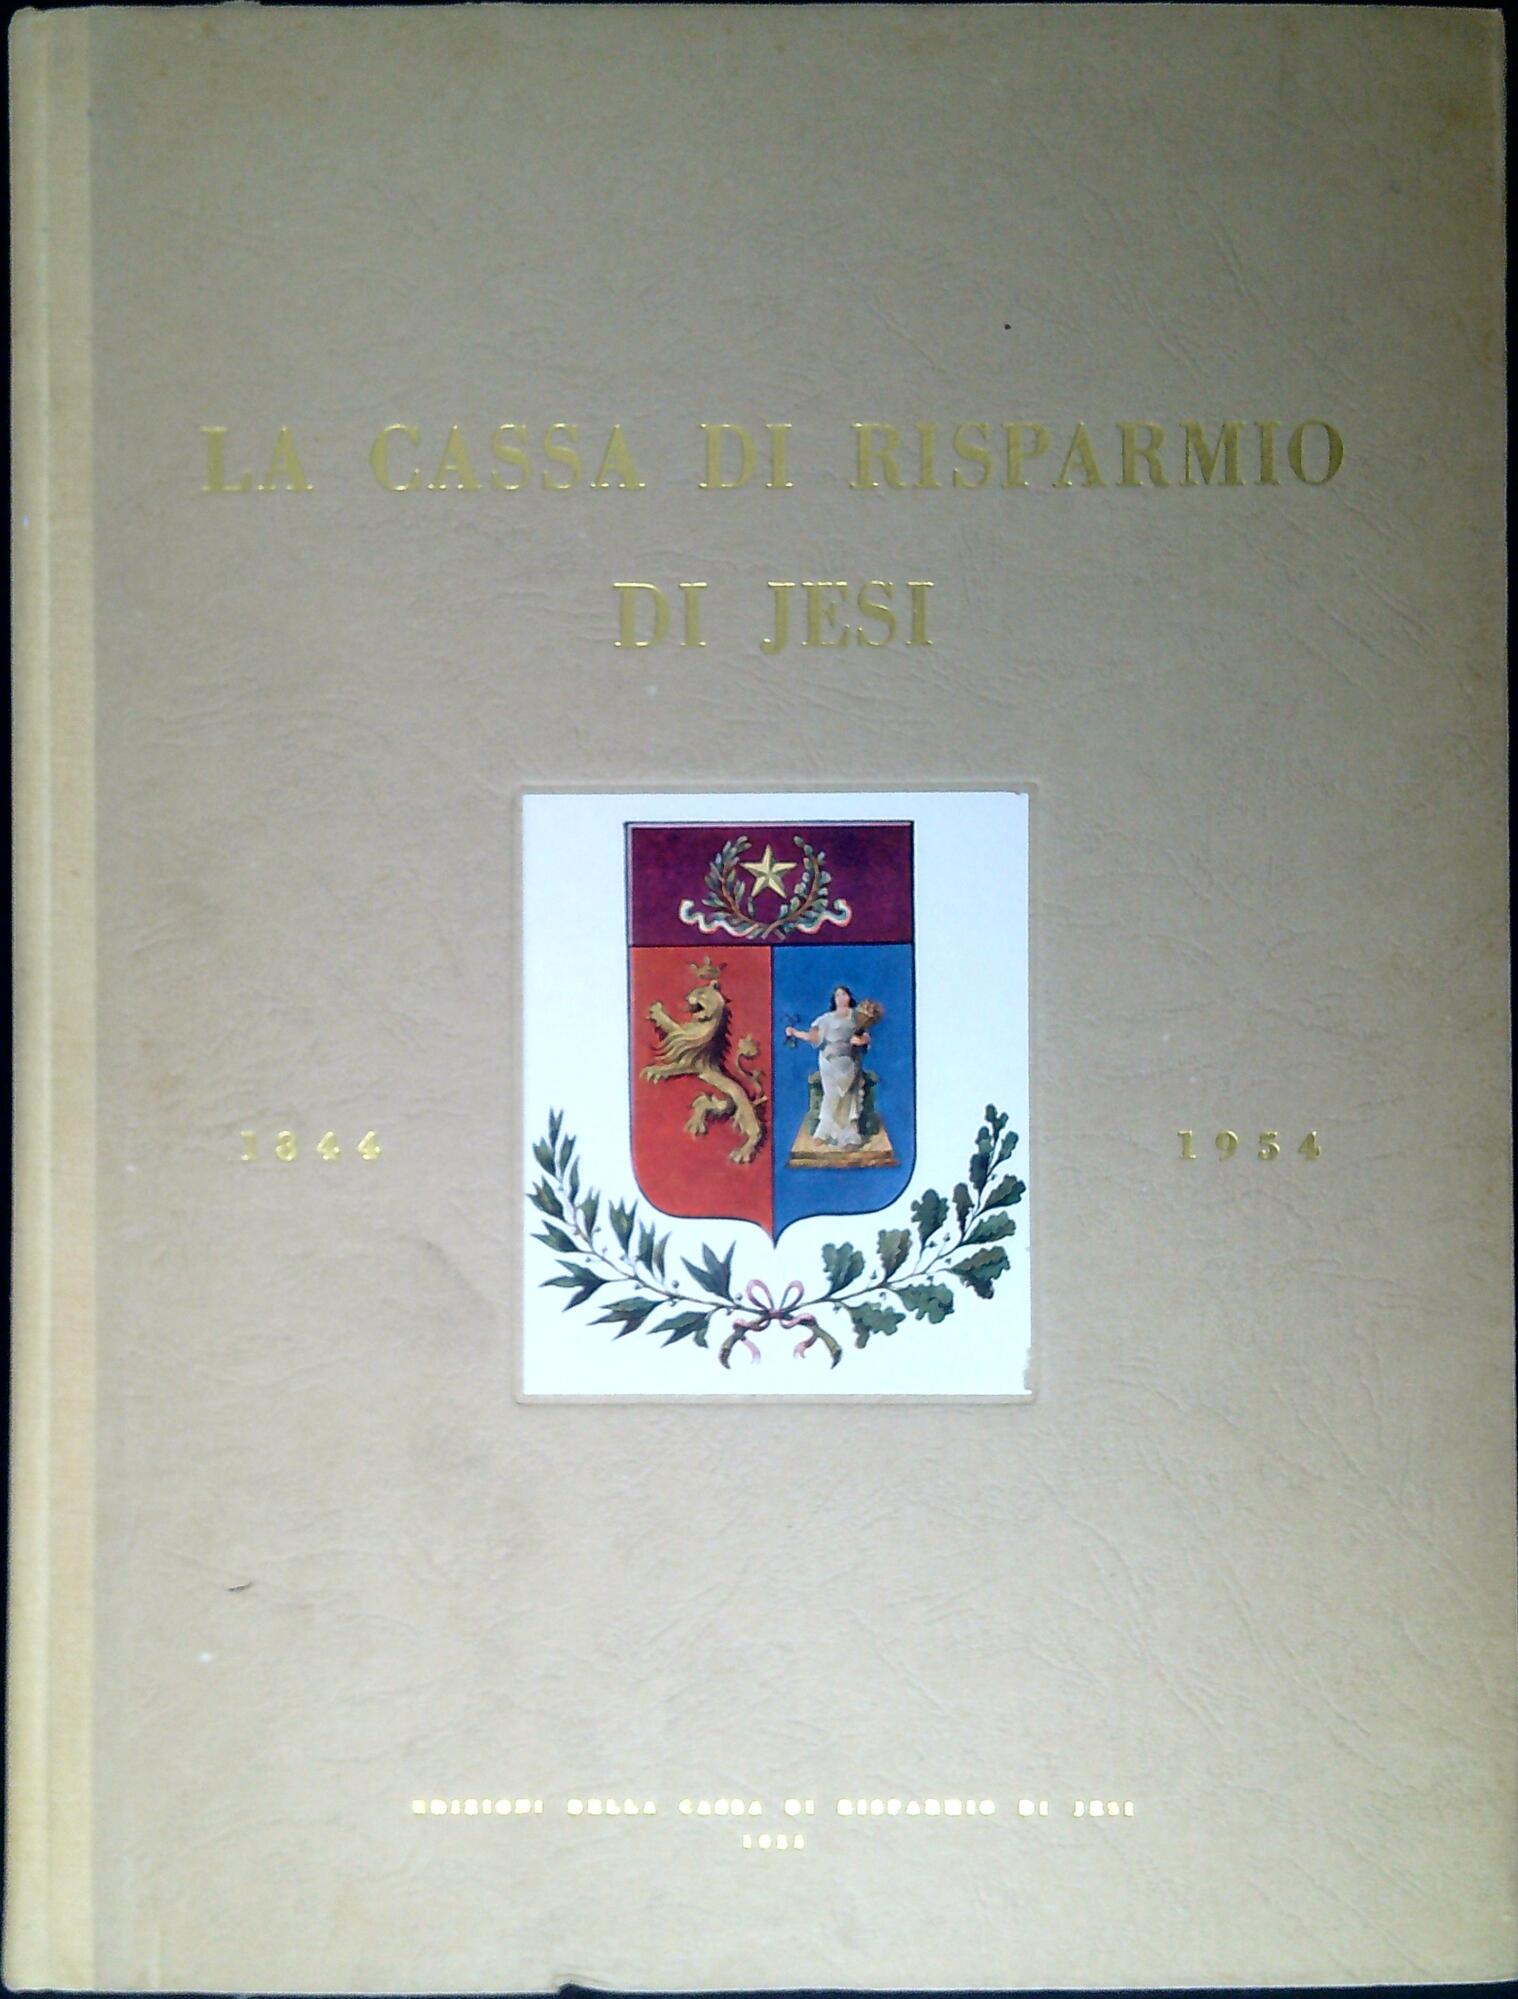 LA CASSA DI RISPARMIO
DI JESI
1844 1954
EDIZIONI DELLA CASSA DI RISPARMIO DI JESI